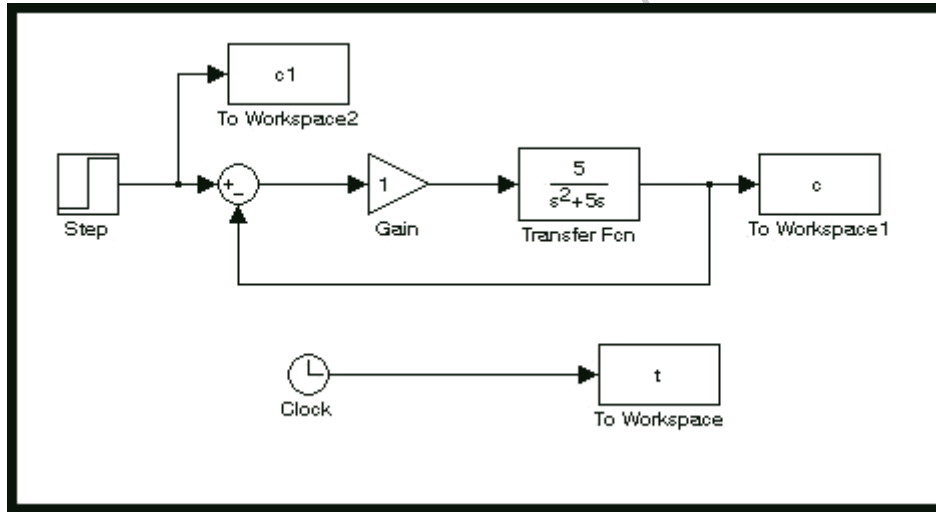 c1
To Workspace2
+
-
1
5
s²+5s
c
Step
Gain
Transfer Fcn
To Workspace1
t
Clock
To Workspace